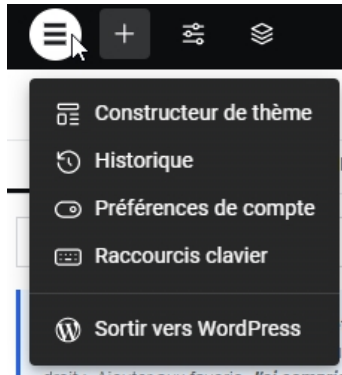 Constructeur de thème
Historique
Préférences de compte
Raccourcis clavier
Sortir vers WordPress